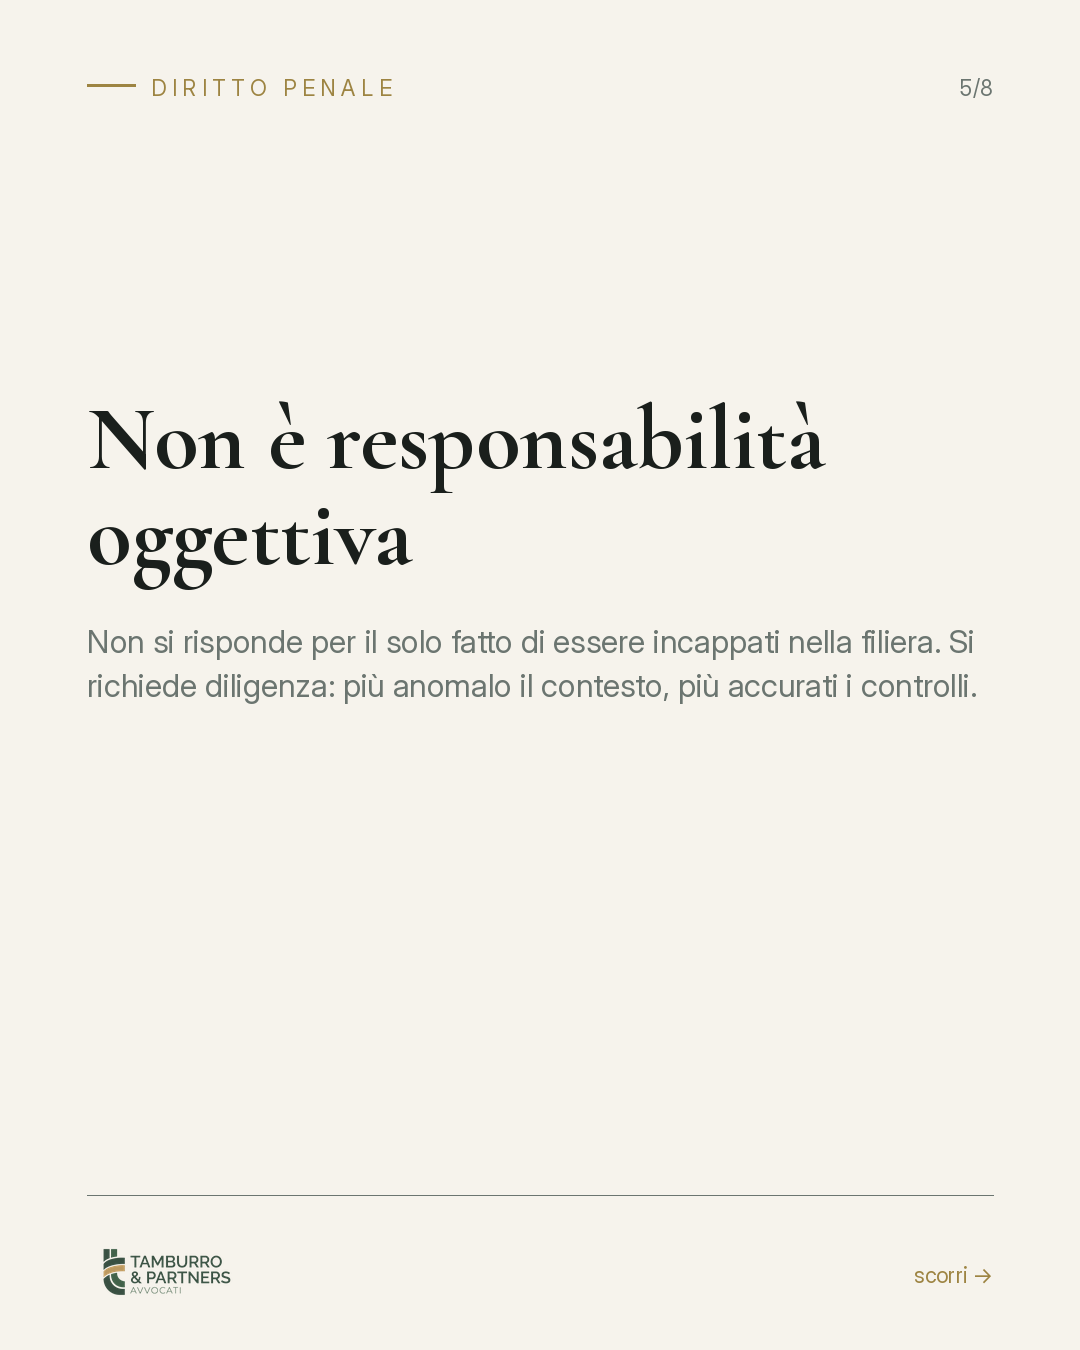 DIRITTO PENALE
5/8
Non è responsabilità
oggettiva
Non si risponde per il solo fatto di essere incappati nella filiera. Si
richiede diligenza: più anomalo il contesto, più accurati i controlli.
TAMBURRO
& PARTNERS
AVVOCATI
scorri →